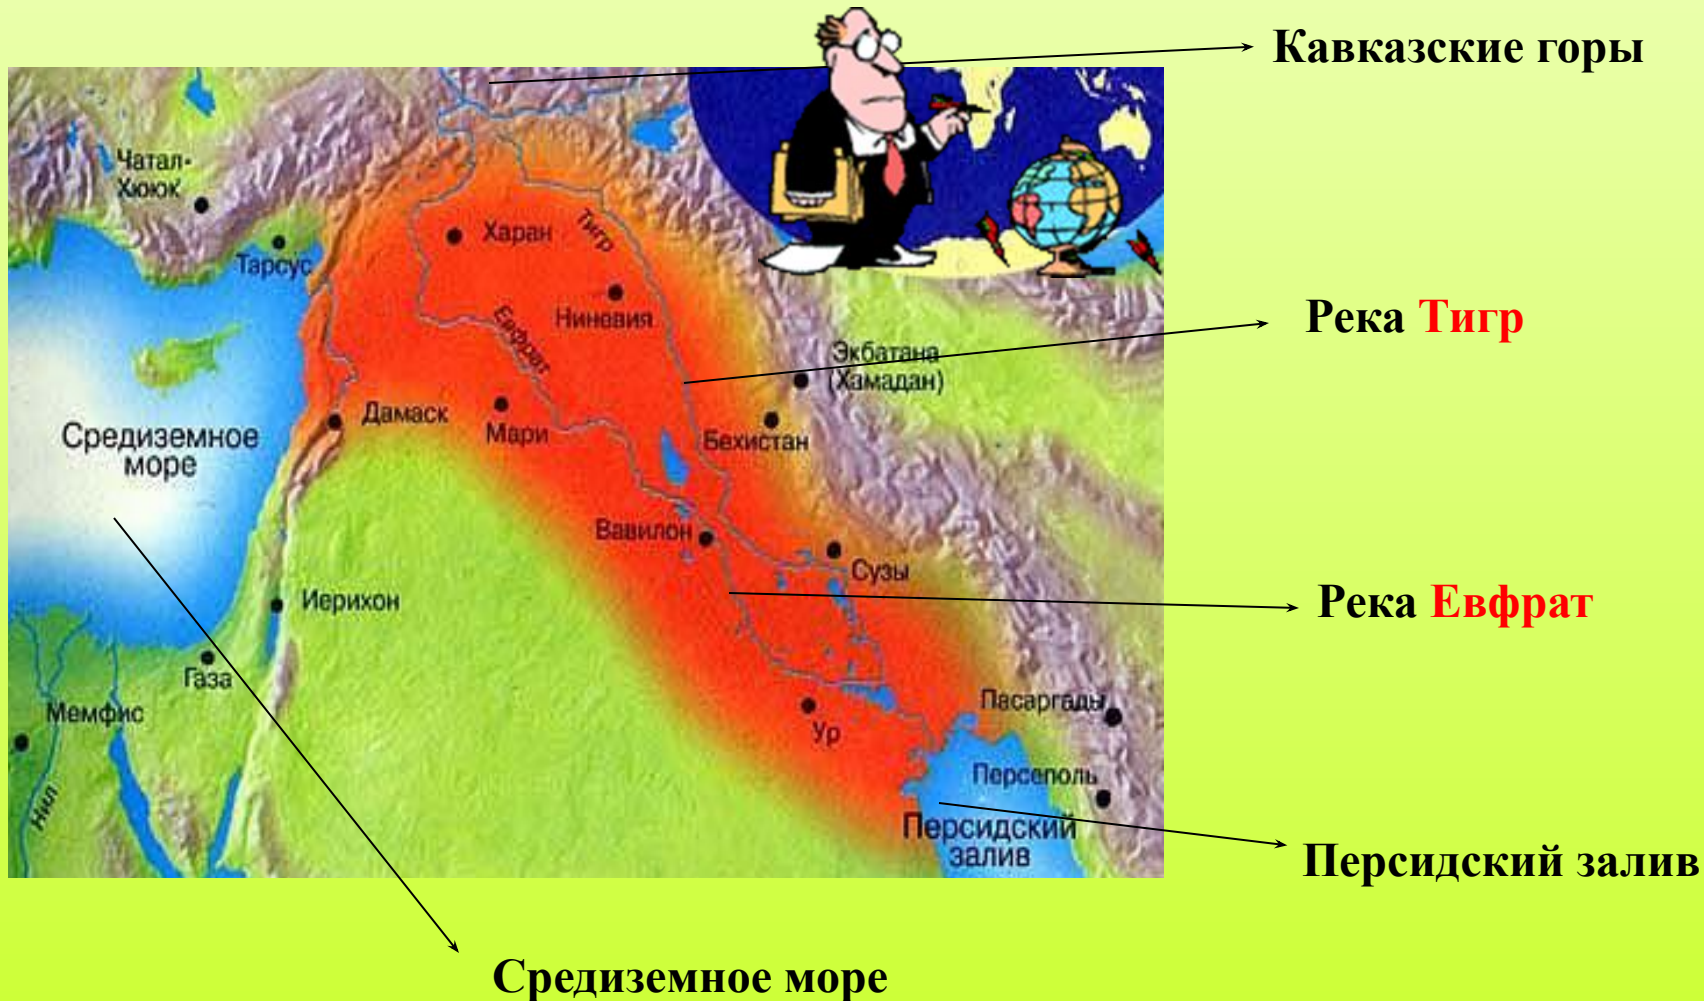 Кавказские горы
Чатал-
Хююк
Харан
Тигр
Тарсус
Ниневия
Евфрат
Река Тигр
Экбатана
(Хамадан)
Дамаск
Мари
Бехистан
Средиземное
море
Вавилон
Сузы
Иерихон
Река Евфрат
Газа
Мемфис
Пасаргады
Ур
Нил
Персеполь
Персидский
залив
Персидский залив
Средиземное море